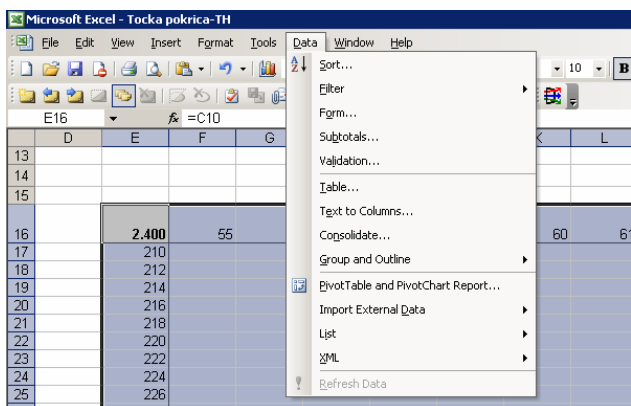 Microsoft Excel - Tocka pokrica-TH
File Edit View Insert Format Tools Data Window Help
10 B
E16 fx =C10
D E F G K L
Sort...
Filter
Form...
Subtotals...
Validation...
Table...
Text to Columns...
Consolidate...
Group and Outline
PivotTable and PivotChart Report...
Import External Data
List
XML
Refresh Data
13
14
15
16 2.400 55 60 61
17 210
18 212
19 214
20 216
21 218
22 220
23 222
24 224
25 226